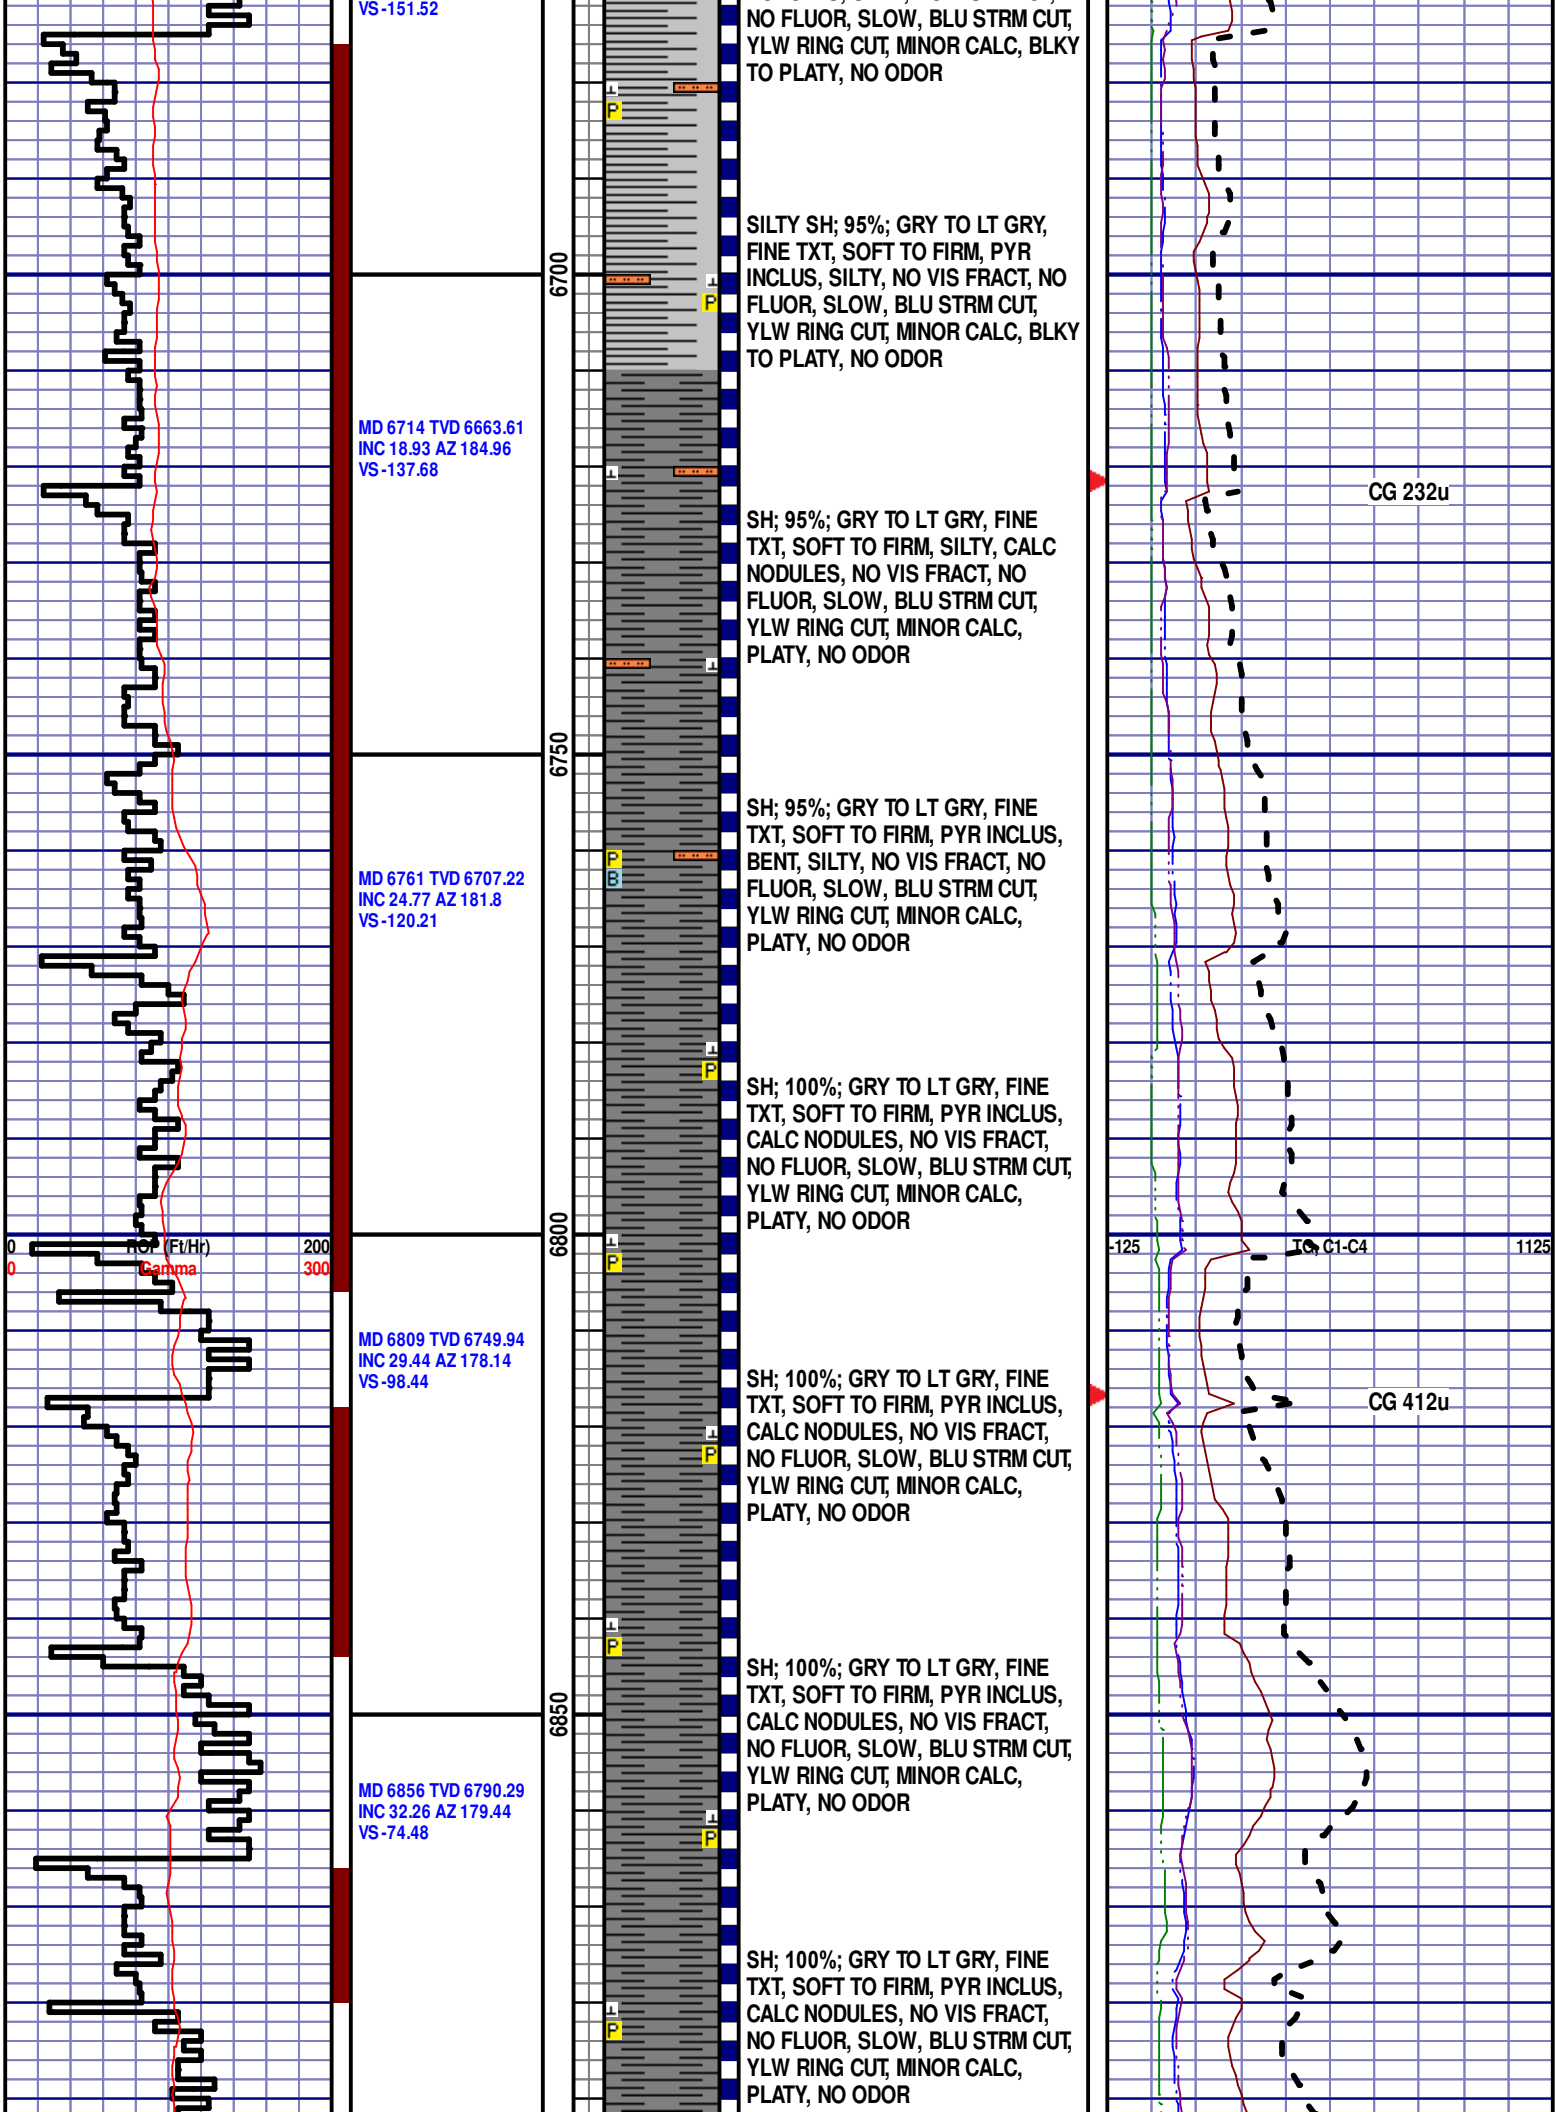 VS -151.52
NO FLUOR, SLOW, BLU STRM CUT,
YLW RING CUT, MINOR CALC, BLKY
TO PLATY, NO ODOR
P
SILTY SH; 95%; GRY TO LT GRY,
FINE TXT, SOFT TO FIRM, PYR
INCLUS, SILTY, NO VIS FRACT, NO
FLUOR, SLOW, BLU STRM CUT,
YLW RING CUT, MINOR CALC, BLKY
TO PLATY, NO ODOR
6700
P
MD 6714 TVD 6663.61
INC 18.93 AZ 184.96
VS -137.68
CG 232u
SH; 95%; GRY TO LT GRY, FINE
TXT, SOFT TO FIRM, SILTY, CALC
NODULES, NO VIS FRACT, NO
FLUOR, SLOW, BLU STRM CUT,
YLW RING CUT, MINOR CALC,
PLATY, NO ODOR
6750
SH; 95%; GRY TO LT GRY, FINE
TXT, SOFT TO FIRM, PYR INCLUS,
BENT, SILTY, NO VIS FRACT, NO
FLUOR, SLOW, BLU STRM CUT,
YLW RING CUT, MINOR CALC,
PLATY, NO ODOR
P
B
MD 6761 TVD 6707.22
INC 24.77 AZ 181.8
VS -120.21
P
SH; 100%; GRY TO LT GRY, FINE
TXT, SOFT TO FIRM, PYR INCLUS,
CALC NODULES, NO VIS FRACT,
NO FLUOR, SLOW, BLU STRM CUT,
YLW RING CUT, MINOR CALC,
PLATY, NO ODOR
6800
0 ROP (Ft/Hr) 200
0 Gamma 300
P
-125 TG, C1-C4 1125
MD 6809 TVD 6749.94
INC 29.44 AZ 178.14
VS -98.44
SH; 100%; GRY TO LT GRY, FINE
TXT, SOFT TO FIRM, PYR INCLUS,
CALC NODULES, NO VIS FRACT,
NO FLUOR, SLOW, BLU STRM CUT,
YLW RING CUT, MINOR CALC,
PLATY, NO ODOR
CG 412u
P
P
SH; 100%; GRY TO LT GRY, FINE
TXT, SOFT TO FIRM, PYR INCLUS,
CALC NODULES, NO VIS FRACT,
NO FLUOR, SLOW, BLU STRM CUT,
YLW RING CUT, MINOR CALC,
PLATY, NO ODOR
6850
MD 6856 TVD 6790.29
INC 32.26 AZ 179.44
VS -74.48
P
SH; 100%; GRY TO LT GRY, FINE
TXT, SOFT TO FIRM, PYR INCLUS,
CALC NODULES, NO VIS FRACT,
NO FLUOR, SLOW, BLU STRM CUT,
YLW RING CUT, MINOR CALC,
PLATY, NO ODOR
P